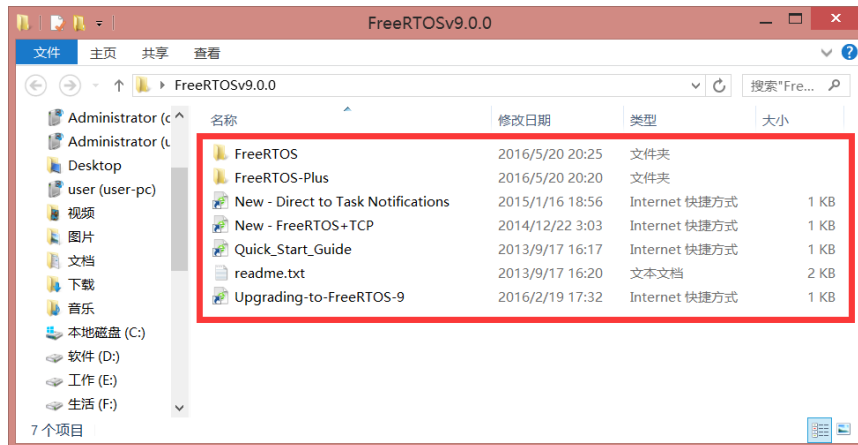 FreeRTOSv9.0.0
文件 主页 共享 查看
FreeRTOSv9.0.0 搜索"Fre...
名称 修改日期 类型 大小
Administrator (c
Administrator (u
Desktop
user (user-pc)
视频
图片
文档
下载
音乐
本地磁盘 (C:)
软件 (D:)
工作 (E:)
生活 (F:)
FreeRTOS 2016/5/20 20:25 文件夹
FreeRTOS-Plus 2016/5/20 20:20 文件夹
New - Direct to Task Notifications 2015/1/16 18:56 Internet 快捷方式 1 KB
New - FreeRTOS+TCP 2014/12/22 3:03 Internet 快捷方式 1 KB
Quick_Start_Guide 2013/9/17 16:17 Internet 快捷方式 1 KB
readme.txt 2013/9/17 16:20 文本文档 2 KB
Upgrading-to-FreeRTOS-9 2016/2/19 17:32 Internet 快捷方式 1 KB
7 个项目